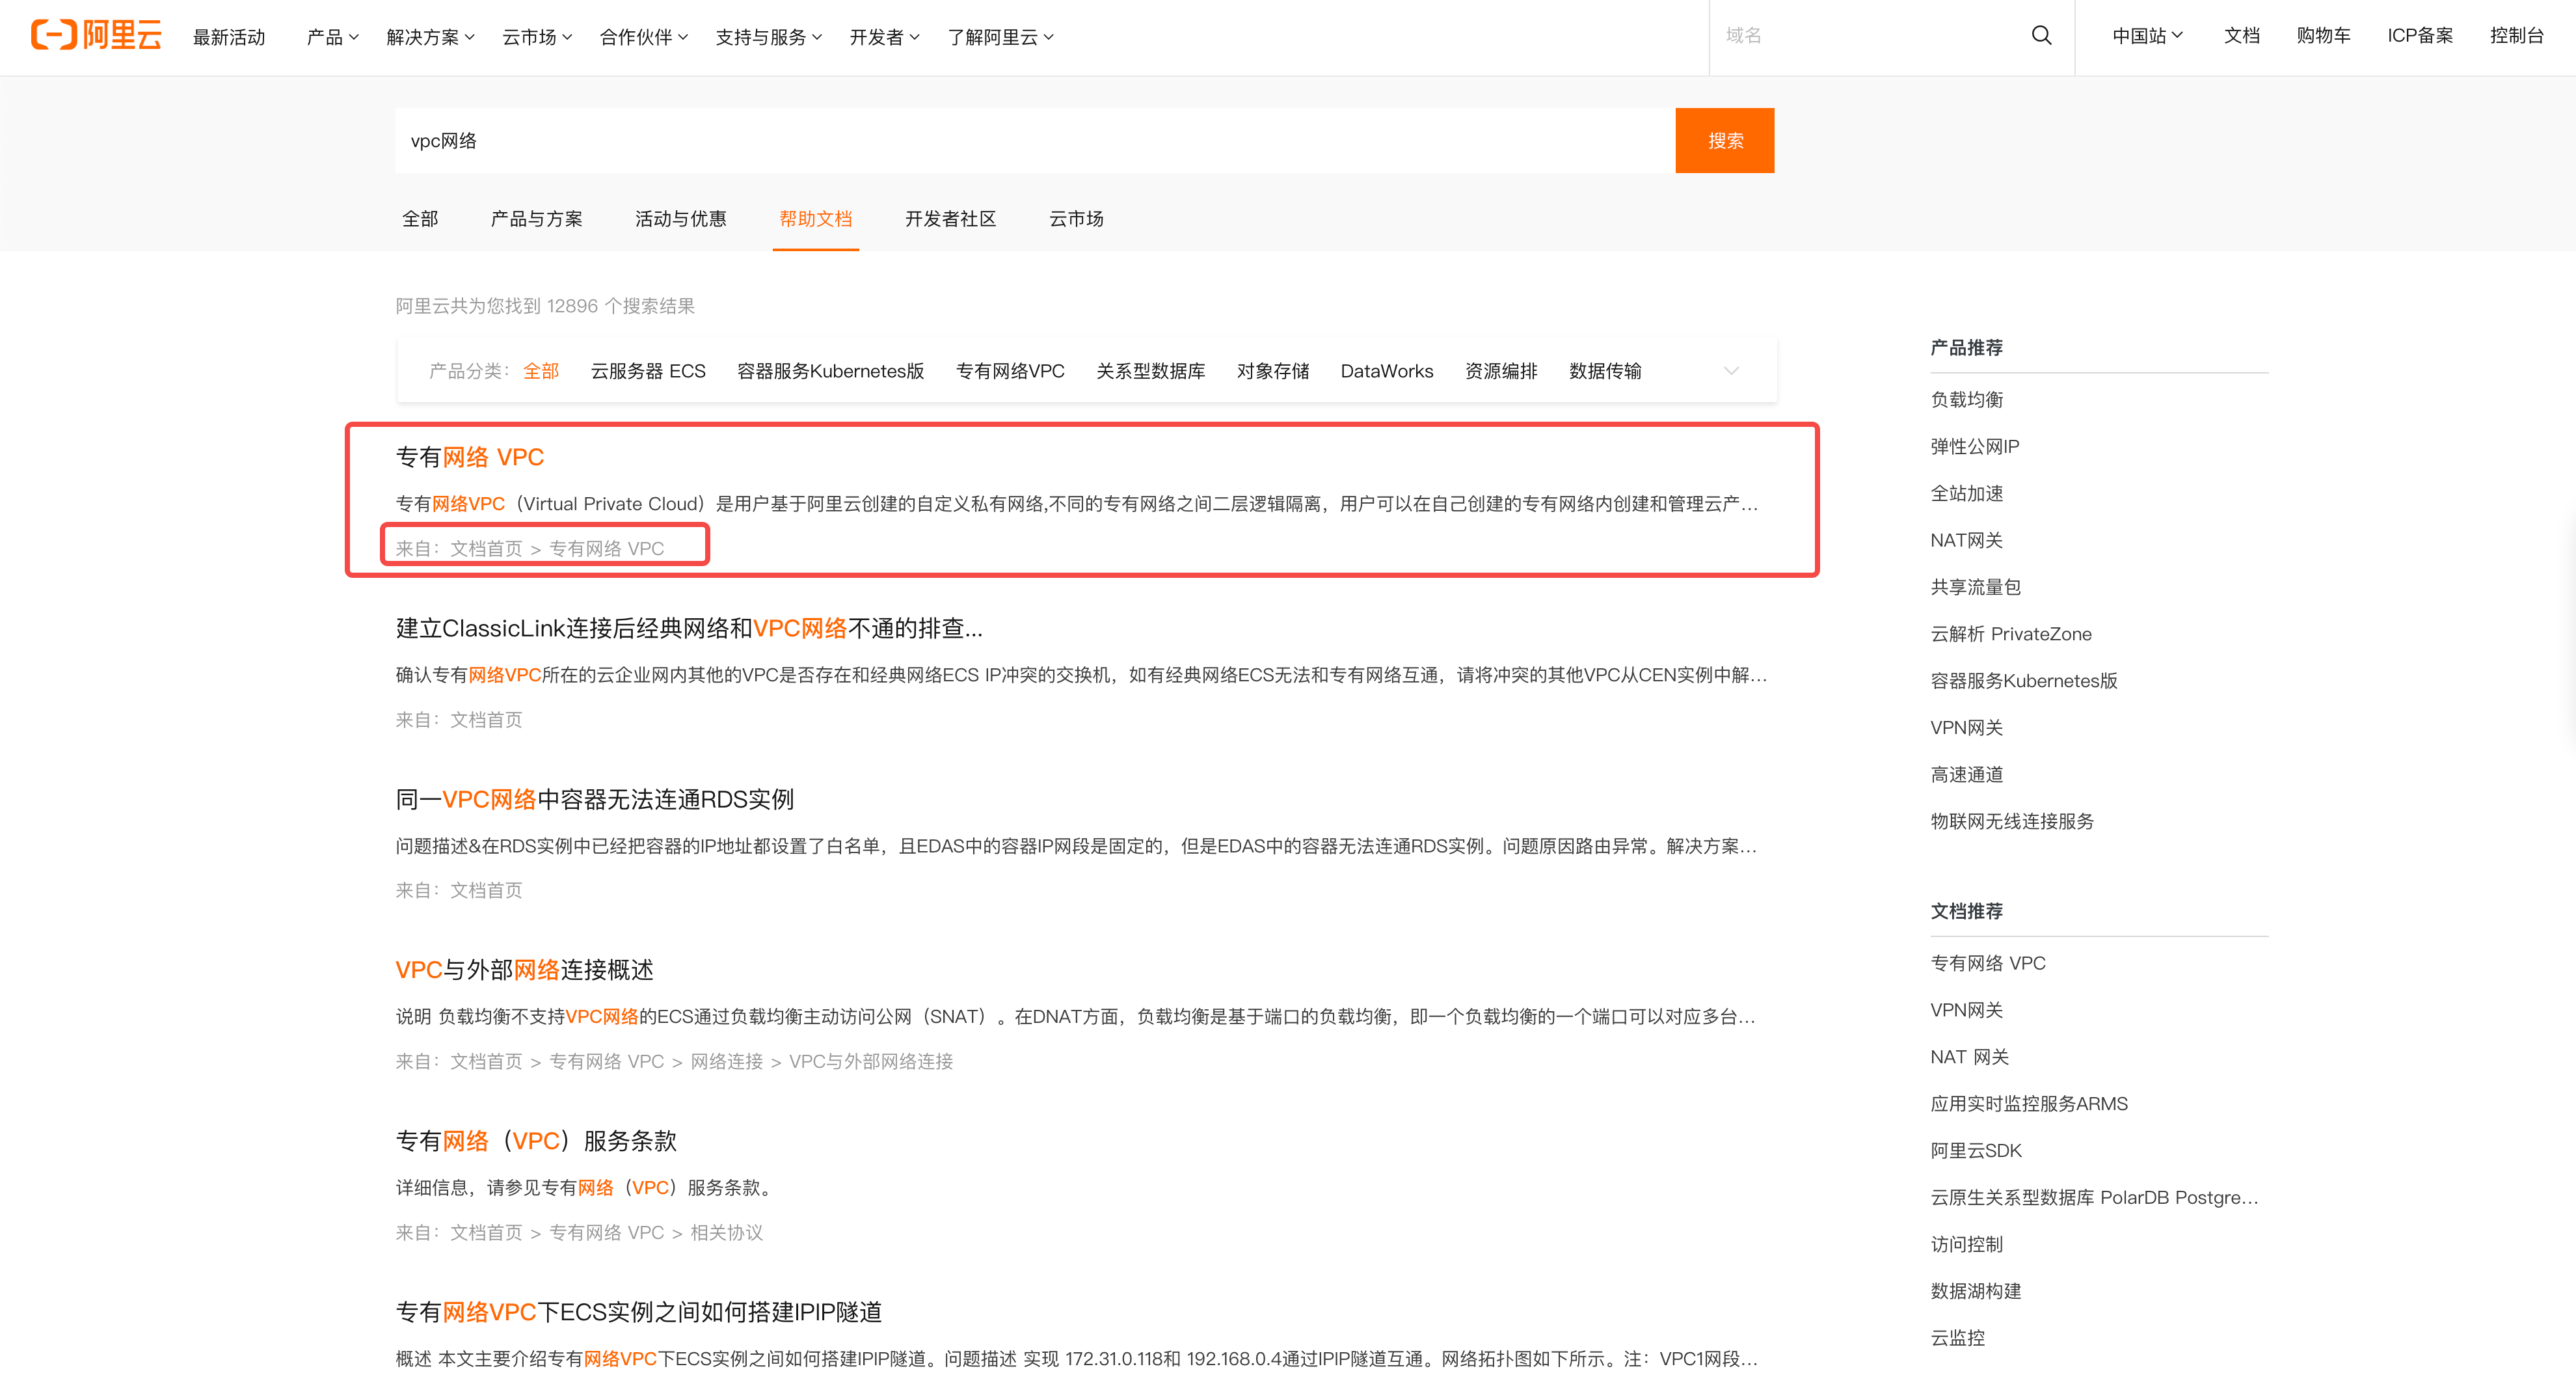 阿里云 最新活动 产品 解决方案 云市场 合作伙伴 支持与服务 开发者 了解阿里云 域名 中国站 文档 购物车 ICP备案 控制台
vpc网络 搜索
全部 产品与方案 活动与优惠 帮助文档 开发者社区 云市场
阿里云共为您找到 12896 个搜索结果
产品分类： 全部 云服务器 ECS 容器服务Kubernetes版 专有网络VPC 关系型数据库 对象存储 DataWorks 资源编排 数据传输
专有网络 VPC
专有网络VPC（Virtual Private Cloud）是用户基于阿里云创建的自定义私有网络,不同的专有网络之间二层逻辑隔离，用户可以在自己创建的专有网络内创建和管理云产...
来自： 文档首页 > 专有网络 VPC
建立ClassicLink连接后经典网络和VPC网络不通的排查...
确认专有网络VPC所在的云企业网内其他的VPC是否存在和经典网络ECS IP冲突的交换机，如有经典网络ECS无法和专有网络互通，请将冲突的其他VPC从CEN实例中解...
来自： 文档首页
同一VPC网络中容器无法连通RDS实例
问题描述&在RDS实例中已经把容器的IP地址都设置了白名单，且EDAS中的容器IP网段是固定的，但是EDAS中的容器无法连通RDS实例。问题原因路由异常。解决方案...
来自： 文档首页
VPC与外部网络连接概述
说明 负载均衡不支持VPC网络的ECS通过负载均衡主动访问公网（SNAT）。在DNAT方面，负载均衡是基于端口的负载均衡，即一个负载均衡的一个端口可以对应多台...
来自： 文档首页 > 专有网络 VPC > 网络连接 > VPC与外部网络连接
专有网络（VPC）服务条款
详细信息，请参见专有网络（VPC）服务条款。
来自： 文档首页 > 专有网络 VPC > 相关协议
专有网络VPC下ECS实例之间如何搭建IPIP隧道
概述 本文主要介绍专有网络VPC下ECS实例之间如何搭建IPIP隧道。问题描述 实现 172.31.0.118和 192.168.0.4通过IPIP隧道互通。网络拓扑图如下所示。注：VPC1网段...
产品推荐
负载均衡
弹性公网IP
全站加速
NAT网关
共享流量包
云解析 PrivateZone
容器服务Kubernetes版
VPN网关
高速通道
物联网无线连接服务
文档推荐
专有网络 VPC
VPN网关
NAT 网关
应用实时监控服务ARMS
阿里云SDK
云原生关系型数据库 PolarDB Postgre...
访问控制
数据湖构建
云监控